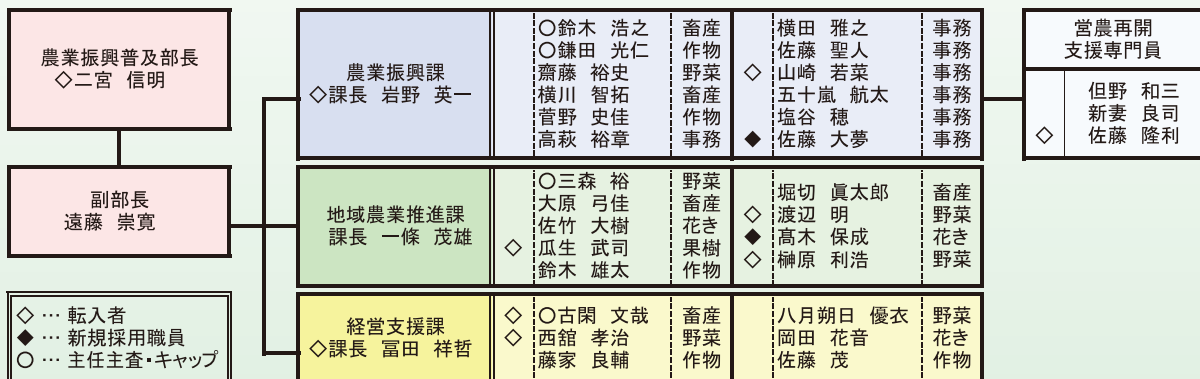 農業振興普及部長
◇二宮 信明
副部長
遠藤 崇寛
◇ … 転入者
◆ … 新規採用職員
○ … 主任主査・キャップ
農業振興課
◇課長 岩野 英一
○鈴木 浩之 畜産
○鎌田 光仁 作物
齋藤 裕史 野菜
横川 智拓 畜産
菅野 史佳 作物
高萩 裕章 事務
横田 雅之 事務
佐藤 聖人 事務
◇ 山崎 若菜 事務
五十嵐 航太 事務
塩谷 穂 事務
◆ 佐藤 大夢 事務
営農再開
支援専門員
但野 和三
新妻 良司
◇ 佐藤 隆利
地域農業推進課
課長 一條 茂雄
○三森 裕 野菜
大原 弓佳 畜産
佐竹 大樹 花き
◇ 瓜生 武司 果樹
鈴木 雄太 作物
堀切 眞太郎 畜産
◇ 渡辺 明 野菜
◆ 髙木 保成 花き
◇ 榊原 利浩 野菜
経営支援課
◇課長 冨田 祥哲
◇ ○古閑 文哉 畜産
◇ 西舘 孝治 野菜
藤家 良輔 作物
八月朔日 優衣 野菜
岡田 花音 花き
佐藤 茂 作物